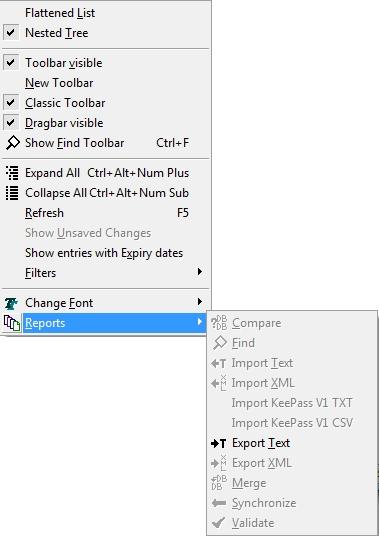 Flattened List
Nested Tree
Toolbar visible
New Toolbar
Classic Toolbar
Dragbar visible
Show Find Toolbar Ctrl+F
Expand All Ctrl+Alt+Num Plus
Collapse All Ctrl+Alt+Num Sub
Refresh F5
Show Unsaved Changes
Show entries with Expiry dates
Filters
Change Font
Reports
Compare
Find
Import Text
Import XML
Import KeePass V1 TXT
Import KeePass V1 CSV
Export Text
Export XML
Merge
Synchronize
Validate